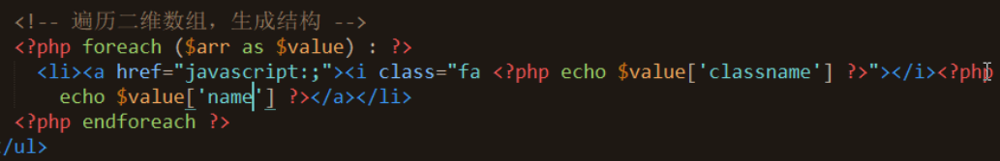 <!-- 遍历二维数组，生成结构 -->
<?php foreach ($arr as $value) : ?>
<li><a href="javascript:;"><i class="fa <?php echo $value['classname'] ?>"></i><?php
echo $value['name'] ?></a></li>
<?php endforeach ?>
/ul>